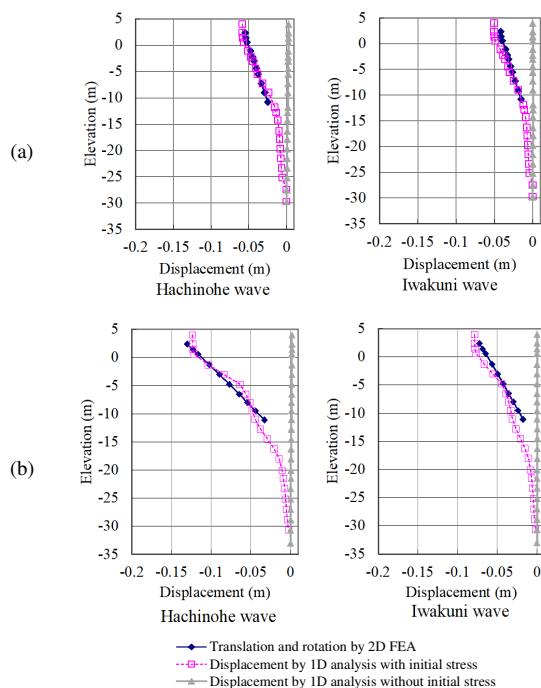 (a)
Elevation (m)
5
0
-5
-10
-15
-20
-25
-30
-35
-0.2 -0.15 -0.1 -0.05 0
Displacement (m)
Hachinohe wave
Elevation (m)
5
0
-5
-10
-15
-20
-25
-30
-35
-0.2 -0.15 -0.1 -0.05 0
Displacement (m)
Iwakuni wave
(b)
Elevation (m)
5
0
-5
-10
-15
-20
-25
-30
-35
-0.2 -0.15 -0.1 -0.05 0
Displacement (m)
Hachinohe wave
Elevation (m)
5
0
-5
-10
-15
-20
-25
-30
-35
-0.2 -0.15 -0.1 -0.05 0
Displacement (m)
Iwakuni wave
Translation and rotation by 2D FEA
Displacement by 1D analysis with initial stress
Displacement by 1D analysis without initial stress